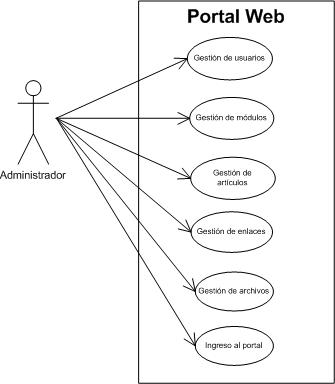 Portal Web
Gestión de usuarios
Gestión de módulos
Administrador
Gestión de
artículos
Gestión de enlaces
Gestión de archivos
Ingreso al portal